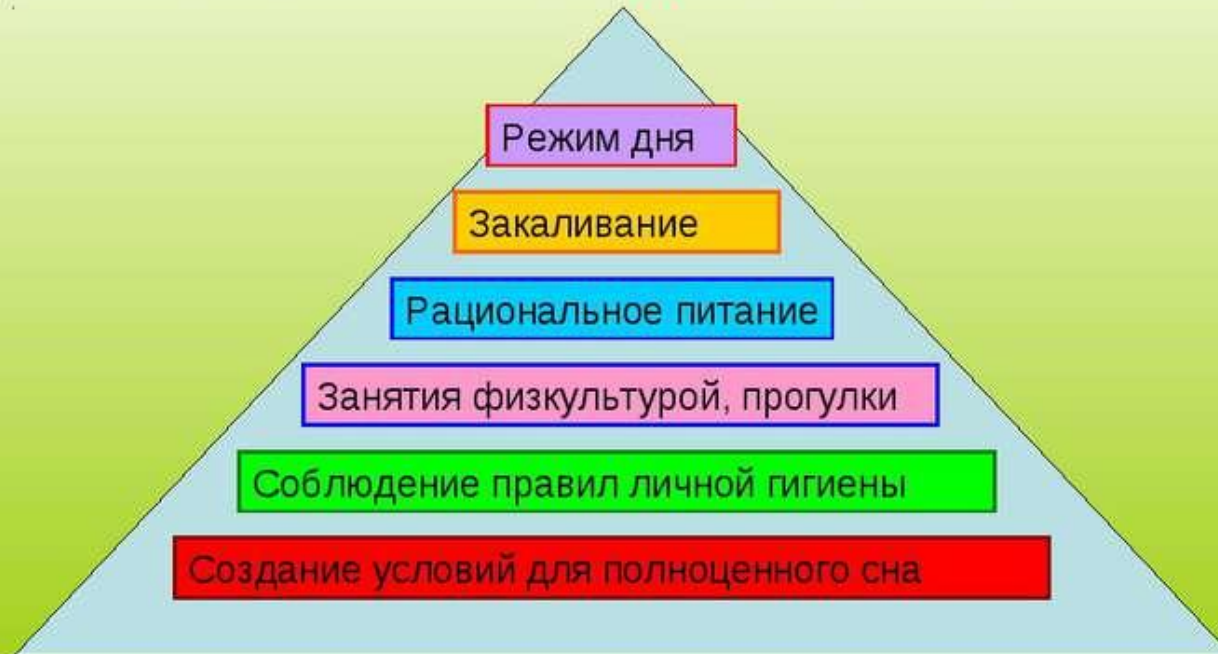 Режим дня
Закаливание
Рациональное питание
Занятия физкультурой, прогулки
Соблюдение правил личной гигиены
Создание условий для полноценного сна